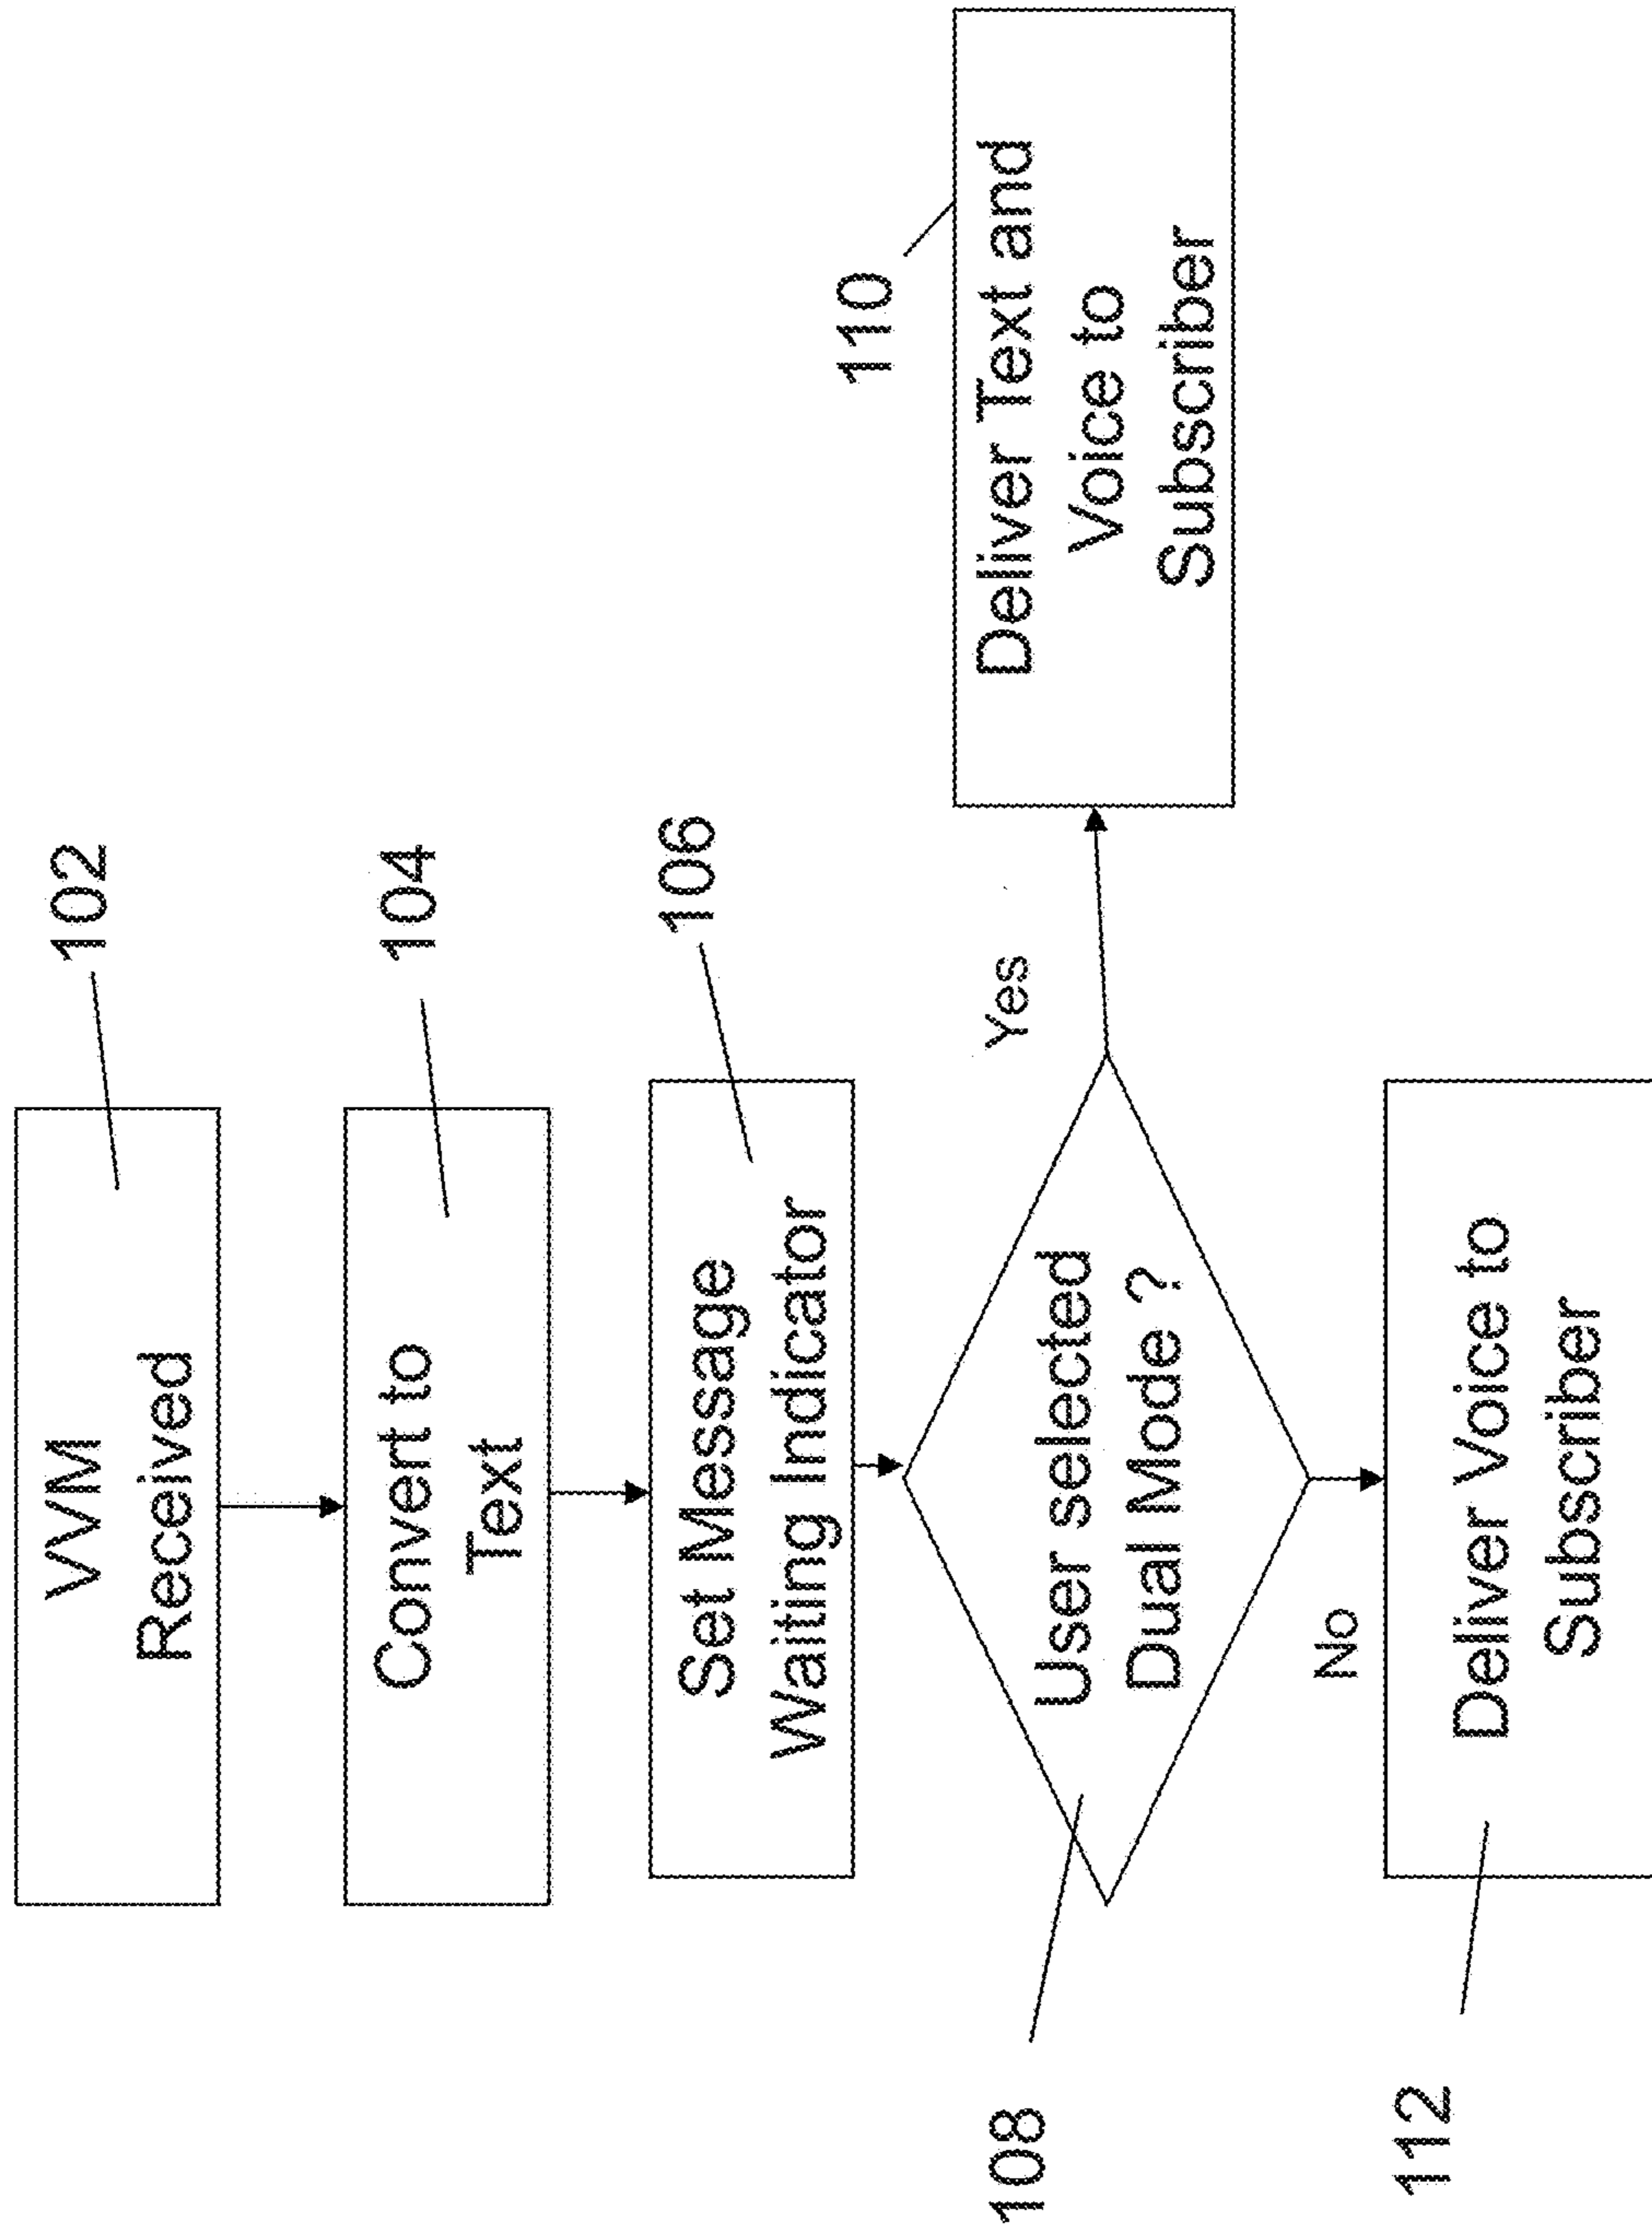 VVM
Received
102
Convert to
Text
104
Set Message
Waiting Indicator
106
User selected
Dual Mode ?
108
Yes
Deliver Text and
Voice to
Subscriber
110
No
Deliver Voice to
Subscriber
112